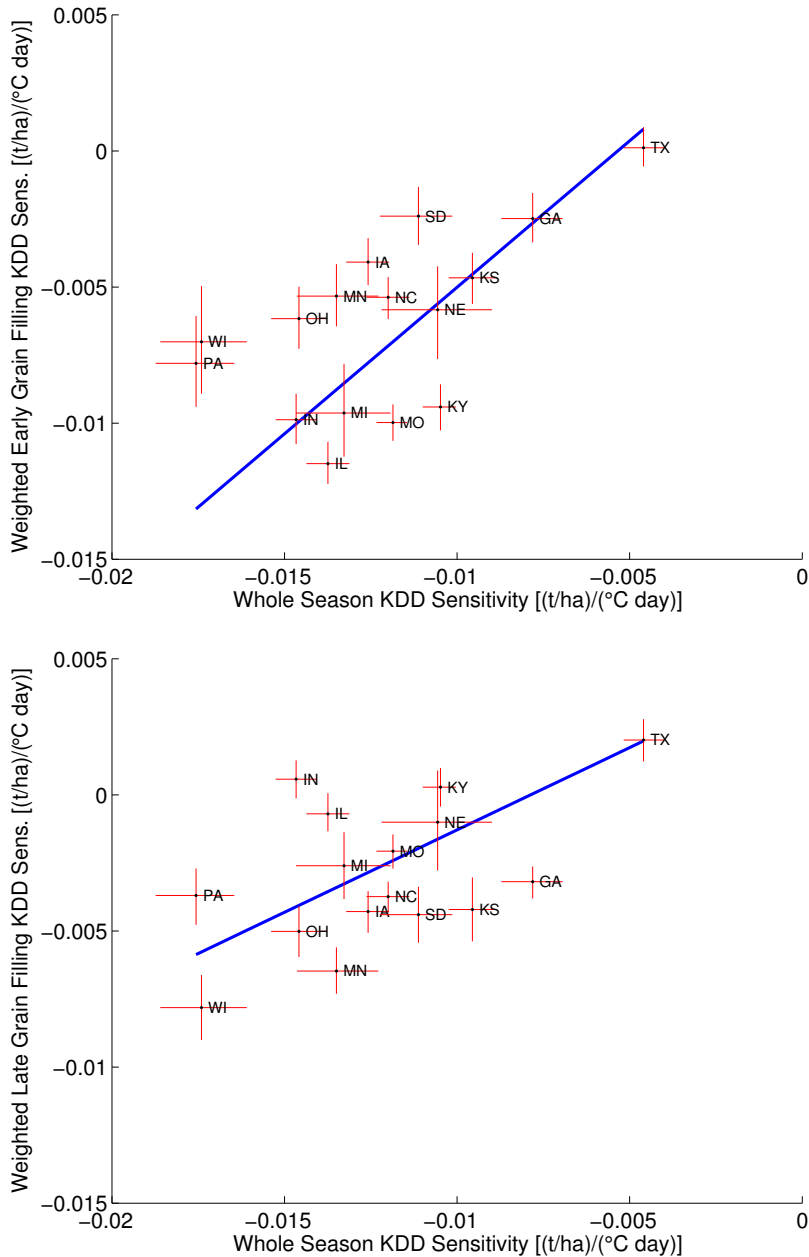 Weighted Early Grain Filling KDD Sens. [(t/ha)/(°C day)]
0.005
0
−0.005
−0.01
−0.015
TX
SD
GA
IA
KS
MN
NC
NE
OH
WI
PA
KY
MI
IN
MO
IL
−0.02
−0.015
−0.01
−0.005
0
Whole Season KDD Sensitivity [(t/ha)/(°C day)]
Weighted Late Grain Filling KDD Sens. [(t/ha)/(°C day)]
0.005
0
−0.005
−0.01
−0.015
TX
IN
KY
IL
NE
MO
MI
GA
PA
NC
KS
IA
SD
OH
MN
WI
−0.02
−0.015
−0.01
−0.005
0
Whole Season KDD Sensitivity [(t/ha)/(°C day)]